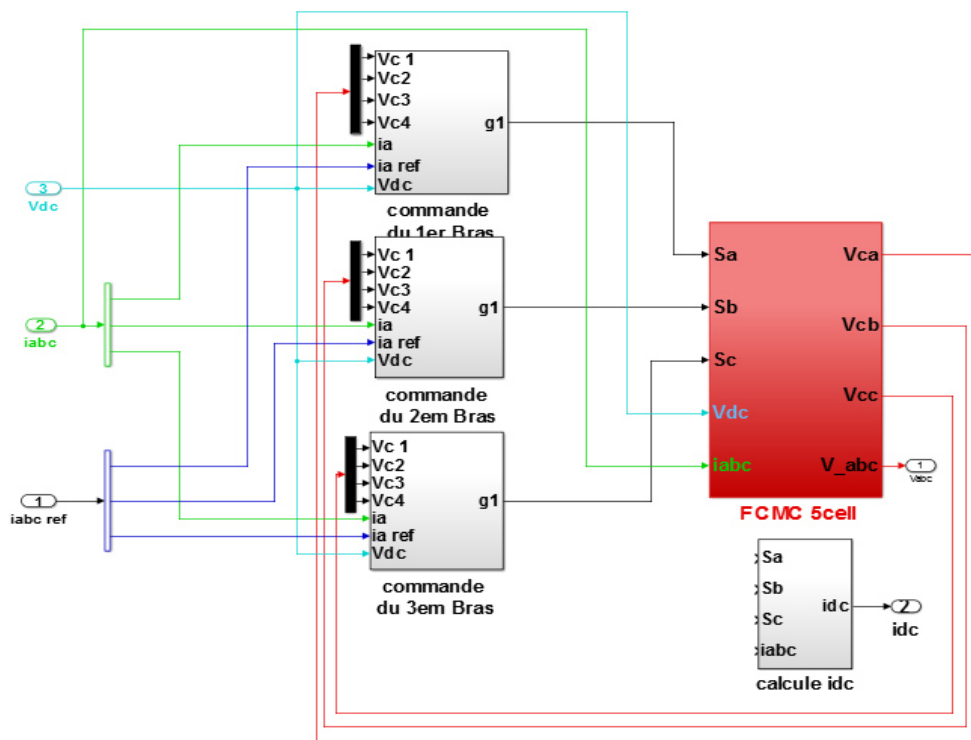 Vc 1
Vc2
Vc3
Vc4
ia
ia ref
Vdc
g1
commande
du 1er Bras
3
Vdc
Vc 1
Vc2
Vc3
Vc4
ia
ia ref
Vdc
g1
commande
du 2em Bras
2
iabc
Vc 1
Vc2
Vc3
Vc4
ia
ia ref
Vdc
g1
commande
du 3em Bras
1
iabc ref
Sa
Sb
Sc
Vdc
iabc
Vca
Vcb
Vcc
V_abc
FCMC 5cell
1
Vabc
Sa
Sb
Sc
iabc
idc
calcule idc
2
idc